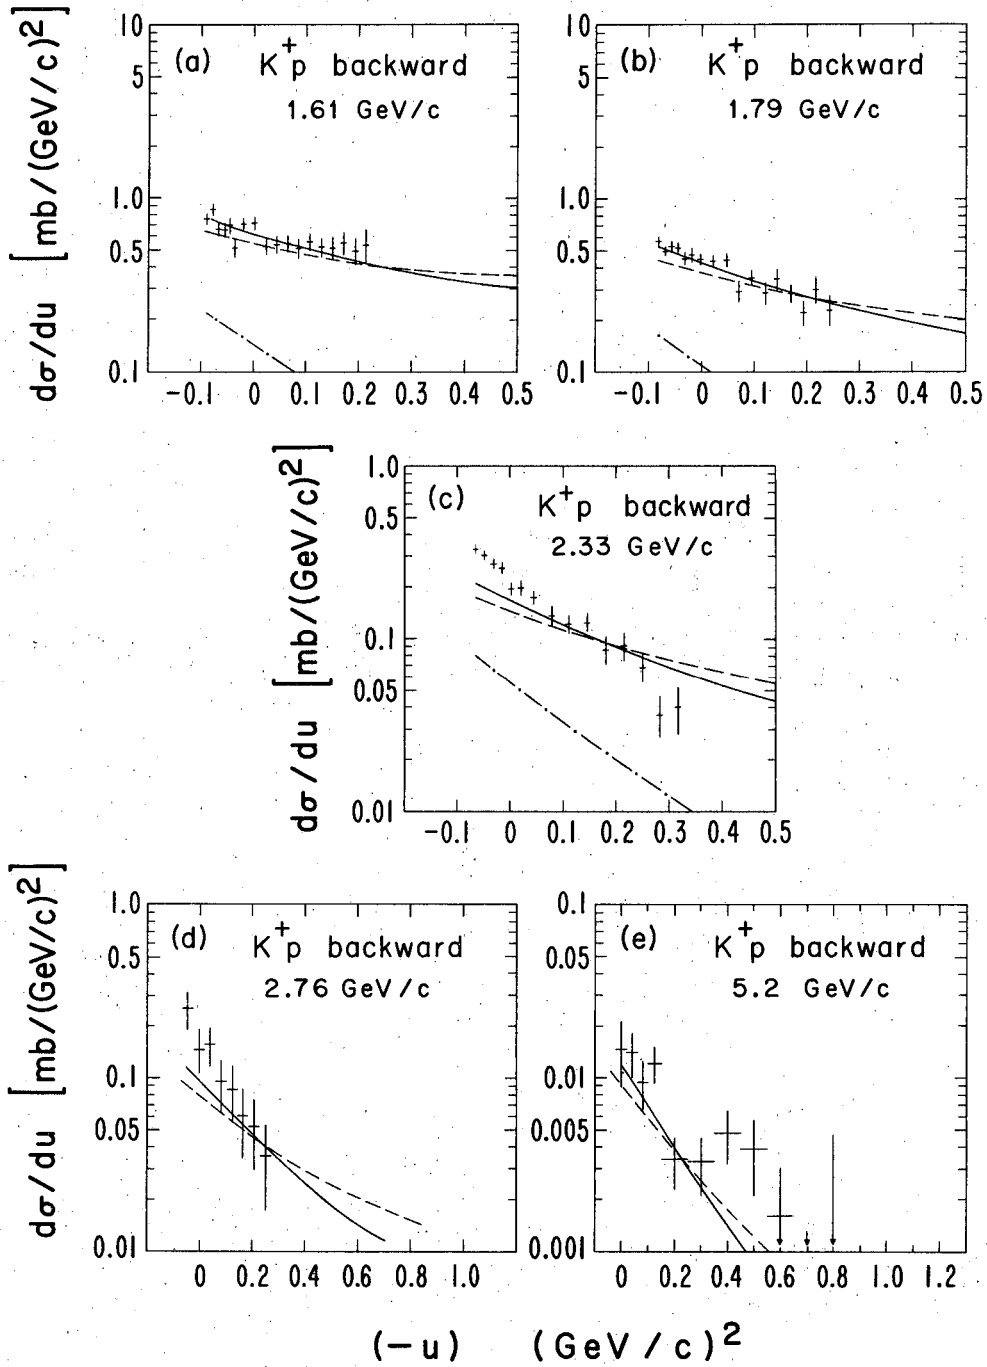 (a) K⁺p backward
1.61 GeV/c
dσ/du [mb/(GeV/c)²]
10
5
1.0
0.5
0.1
-0.1 0 0.1 0.2 0.3 0.4 0.5
(b) K⁺p backward
1.79 GeV/c
10
5
1.0
0.5
0.1
-0.1 0 0.1 0.2 0.3 0.4 0.5
(c) K⁺p backward
2.33 GeV/c
dσ/du [mb/(GeV/c)²]
1.0
0.5
0.1
0.05
0.01
-0.1 0 0.1 0.2 0.3 0.4 0.5
(d) K⁺p backward
2.76 GeV/c
dσ/du [mb/(GeV/c)²]
1.0
0.5
0.1
0.05
0.01
0 0.2 0.4 0.6 0.8 1.0
(e) K⁺p backward
5.2 GeV/c
0.1
0.01
0.005
0.001
0 0.2 0.4 0.6 0.8 1.0 1.2
(-u) (GeV/c)²